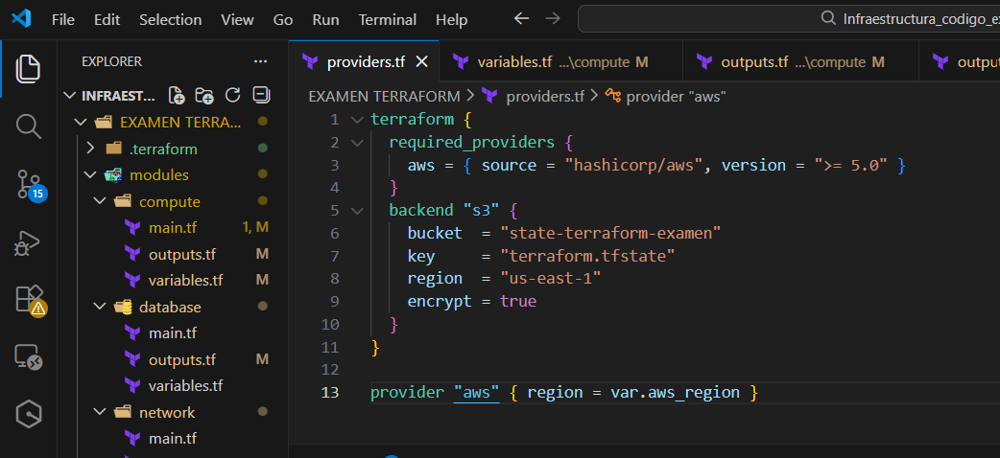 File Edit Selection View Go Run Terminal Help
Infraestructura_codigo_ex
EXPLORER
providers.tf
variables.tf ...\compute M
outputs.tf ...\compute M
outpu
INFRAEST...
EXAMEN TERRAFORM > providers.tf > provider "aws"
EXAMEN TERRA...
.terraform
modules
compute
main.tf 1, M
outputs.tf M
variables.tf M
database
main.tf
outputs.tf M
variables.tf
network
main.tf
15
1 terraform {
2 required_providers {
3 aws = { source = "hashicorp/aws", version = ">= 5.0" }
4 }
5 backend "s3" {
6 bucket = "state-terraform-examen"
7 key = "terraform.tfstate"
8 region = "us-east-1"
9 encrypt = true
10 }
11 }
12
13 provider "aws" { region = var.aws_region }